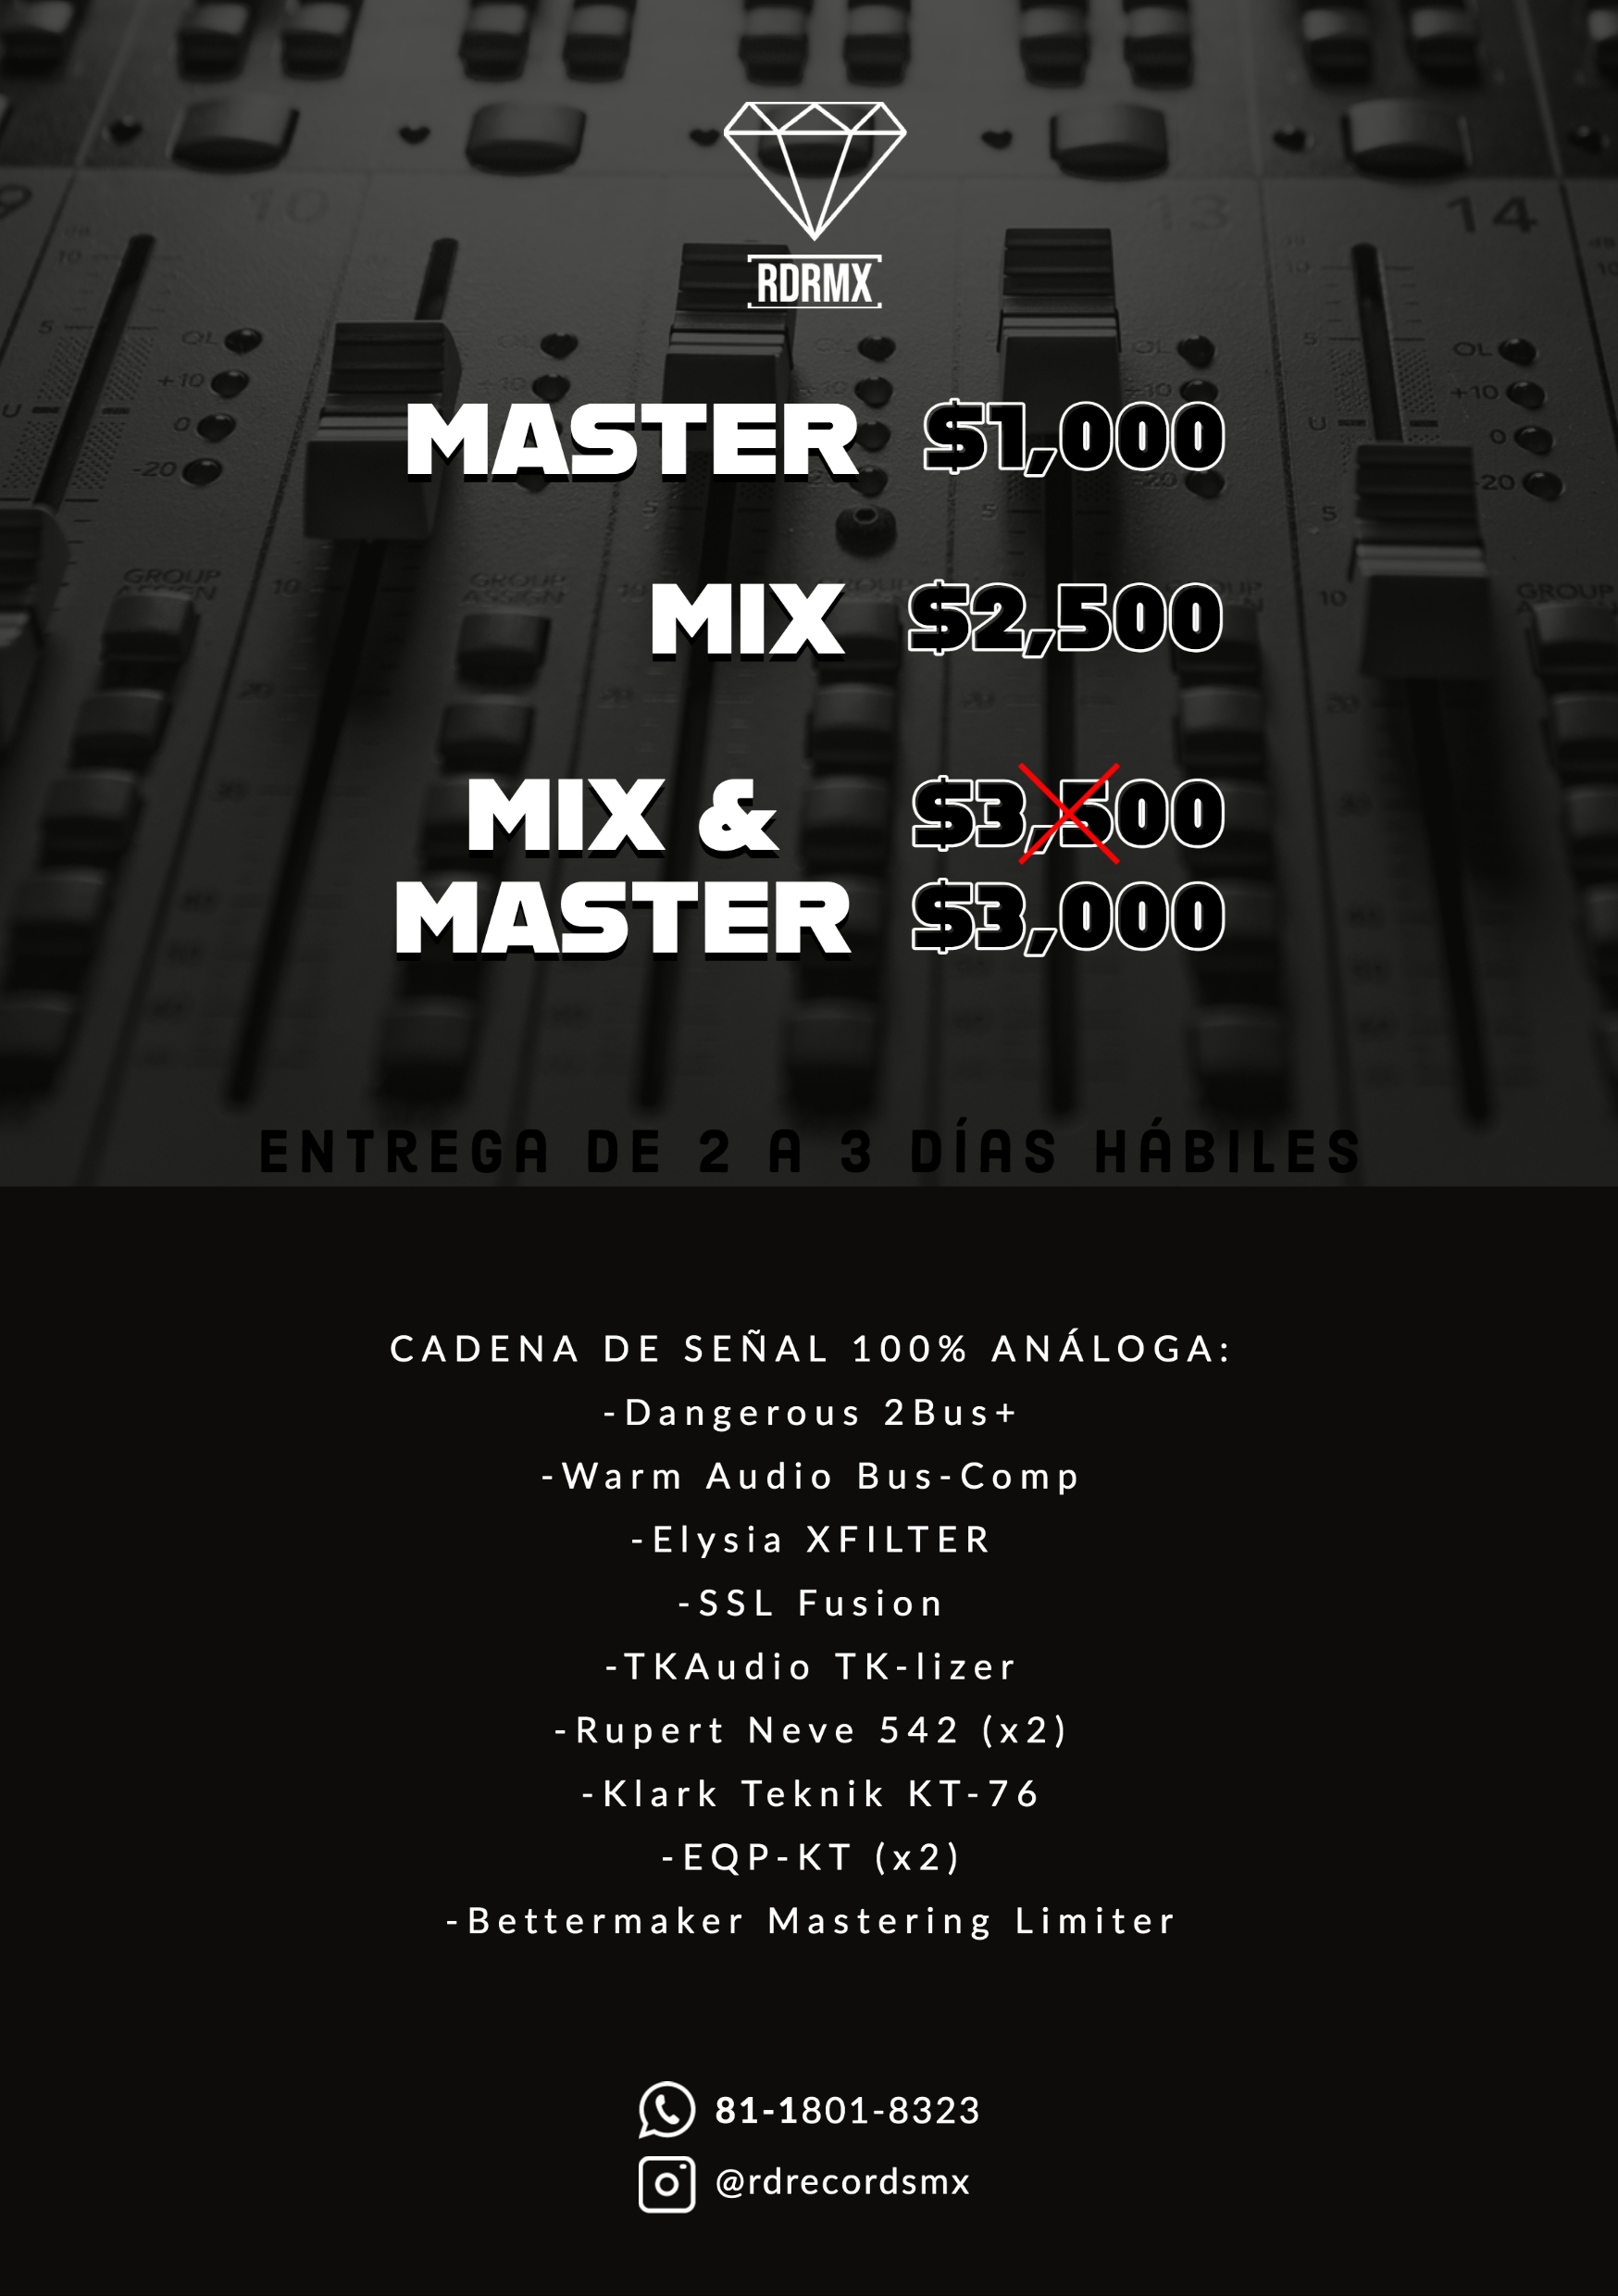 RDRMX
MASTER $1,000
MIX $2,500
MIX & $3,500
MASTER $3,000
ENTREGA DE 2 A 3 DÍAS HÁBILES
CADENA DE SEÑAL 100% ANÁLOGA:
-Dangerous 2Bus+
-Warm Audio Bus-Comp
-Elysia XFILTER
-SSL Fusion
-TKAudio TK-lizer
-Rupert Neve 542 (x2)
-Klark Teknik KT-76
-EQP-KT (x2)
-Bettermaker Mastering Limiter
81-1801-8323
@rdrecordsmx